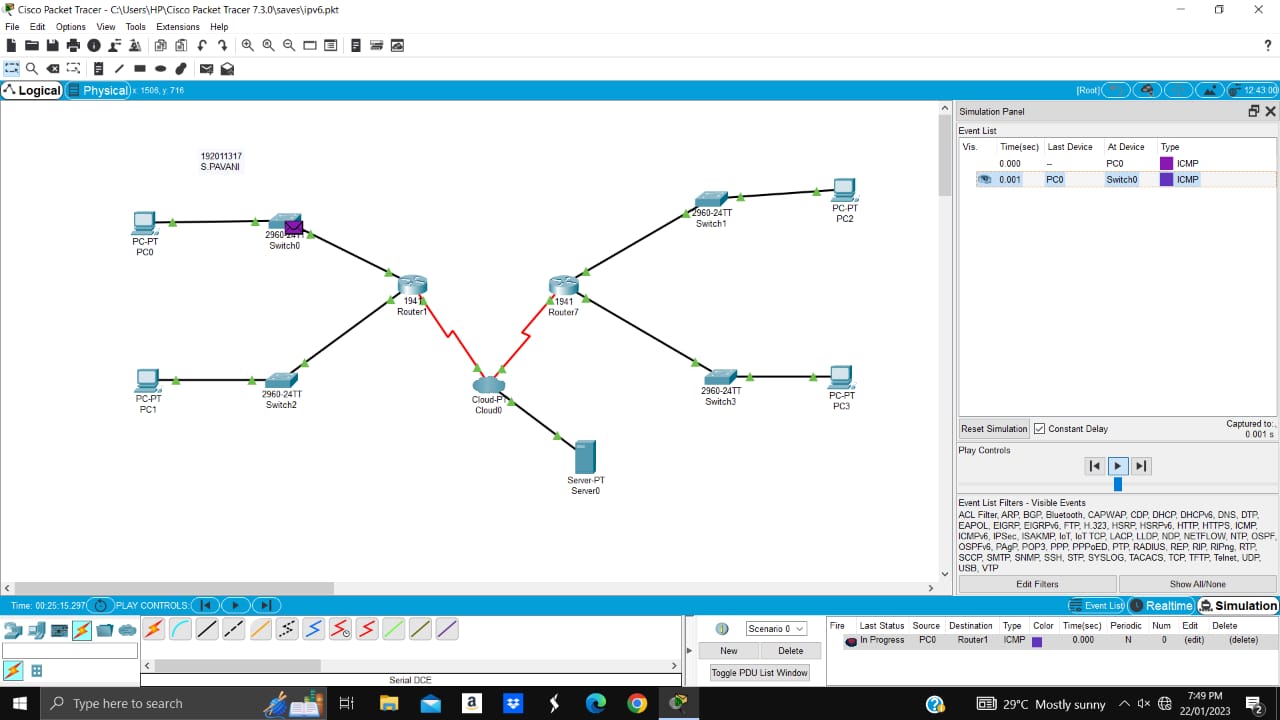 Cisco Packet Tracer - C:\Users\HP\Cisco Packet Tracer 7.3.0\saves\ipv6.pkt
File Edit Options View Tools Extensions Help
?
Logical Physical x: 1506, y: 716 [Root] 12:43:00
192011317
S.PAVANI
PC-PT
PC0
2960-24TT
Switch0
1941
Router1
PC-PT
PC1
2960-24TT
Switch2
2960-24TT
Switch1
PC-PT
PC2
1941
Router7
2960-24TT
Switch3
PC-PT
PC3
Cloud-PT
Cloud0
Server-PT
Server0
Simulation Panel
Event List
Vis. Time(sec) Last Device At Device Type
0.000 -- PC0 ICMP
0.001 PC0 Switch0 ICMP
Reset Simulation Constant Delay Captured to:
0.001 s
Play Controls
Event List Filters - Visible Events
ACL Filter, ARP, BGP, Bluetooth, CAPWAP, CDP, DHCP, DHCPv6, DNS, DTP,
EAPOL, EIGRP, EIGRPv6, FTP, H.323, HSRP, HSRPv6, HTTP, HTTPS, ICMP,
ICMPv6, IPSec, ISAKMP, IoT, IoT TCP, LACP, LLDP, NDP, NETFLOW, NTP, OSPF,
OSPFv6, PAgP, POP3, PPP, PPPoED, PTP, RADIUS, REP, RIP, RIPng, RTP,
SCCP, SMTP, SNMP, SSH, STP, SYSLOG, TACACS, TCP, TFTP, Telnet, UDP,
USB, VTP
Edit Filters Show All/None
Time: 00:25:15.297 PLAY CONTROLS: Event List Realtime Simulation
Scenario 0
New Delete
Toggle PDU List Window
Serial DCE
Fire Last Status Source Destination Type Color Time(sec) Periodic Num Edit Delete
In Progress PC0 Router1 ICMP 0.000 N 0 (edit) (delete)
Type here to search
a
29°C Mostly sunny
7:49 PM
22/01/2023
2